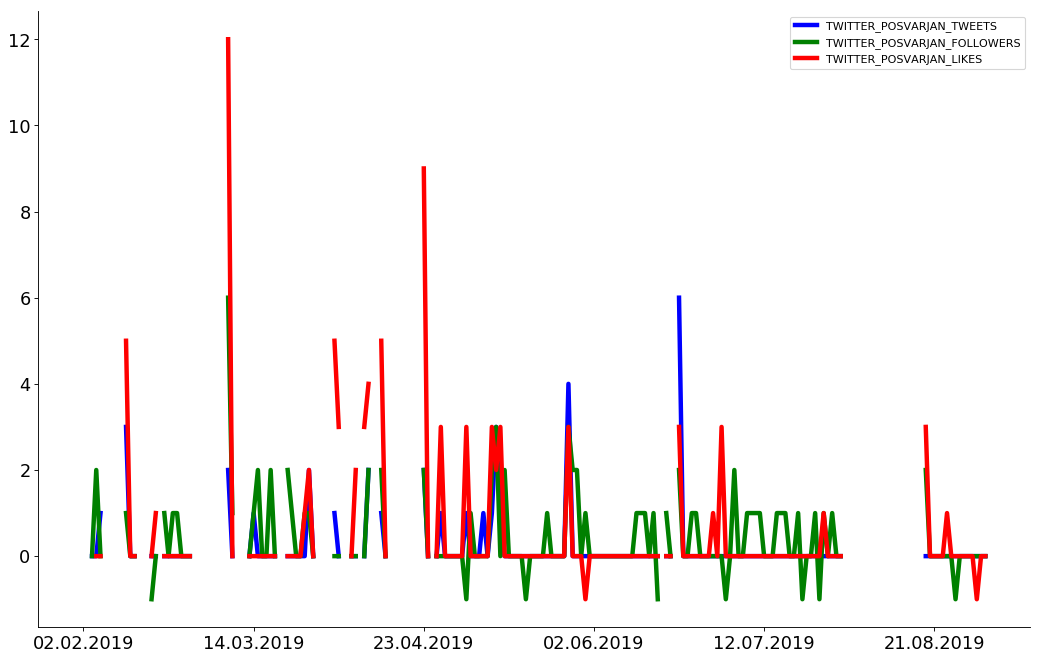 TWITTER_POSVARJAN_TWEETS
TWITTER_POSVARJAN_FOLLOWERS
TWITTER_POSVARJAN_LIKES
12
10
8
6
4
2
0
02.02.2019 14.03.2019 23.04.2019 02.06.2019 12.07.2019 21.08.2019